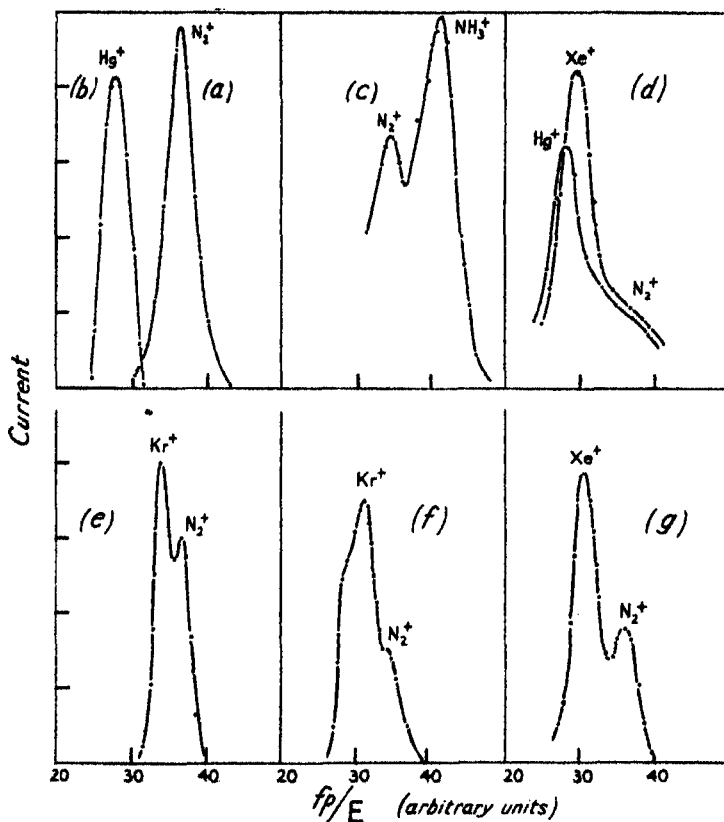 N₂⁺
Hg⁺
(b)
(a)
NH₃⁺
(c)
N₂⁺
Xe⁺
(d)
Hg⁺
N₂⁺
Current
Kr⁺
(e)
N₂⁺
Kr⁺
(f)
N₂⁺
Xe⁺
(g)
N₂⁺
20 30 40 20 30 40 20 30 40
fp/E (arbitrary units)